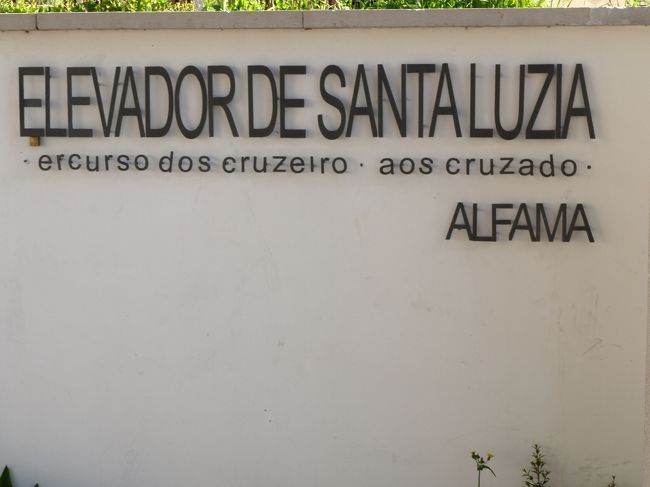 ELEVADOR DE SANTA LUZIA
· ercurso dos cruzeiro · aos cruzado ·
ALFAMA